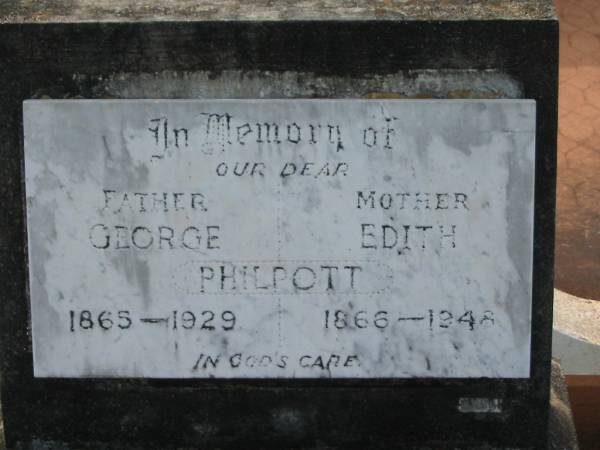 In Memory of
OUR DEAR
FATHER MOTHER
GEORGE EDITH
PHILPOTT
1865-1929 1866-1948
IN GOD'S CARE.